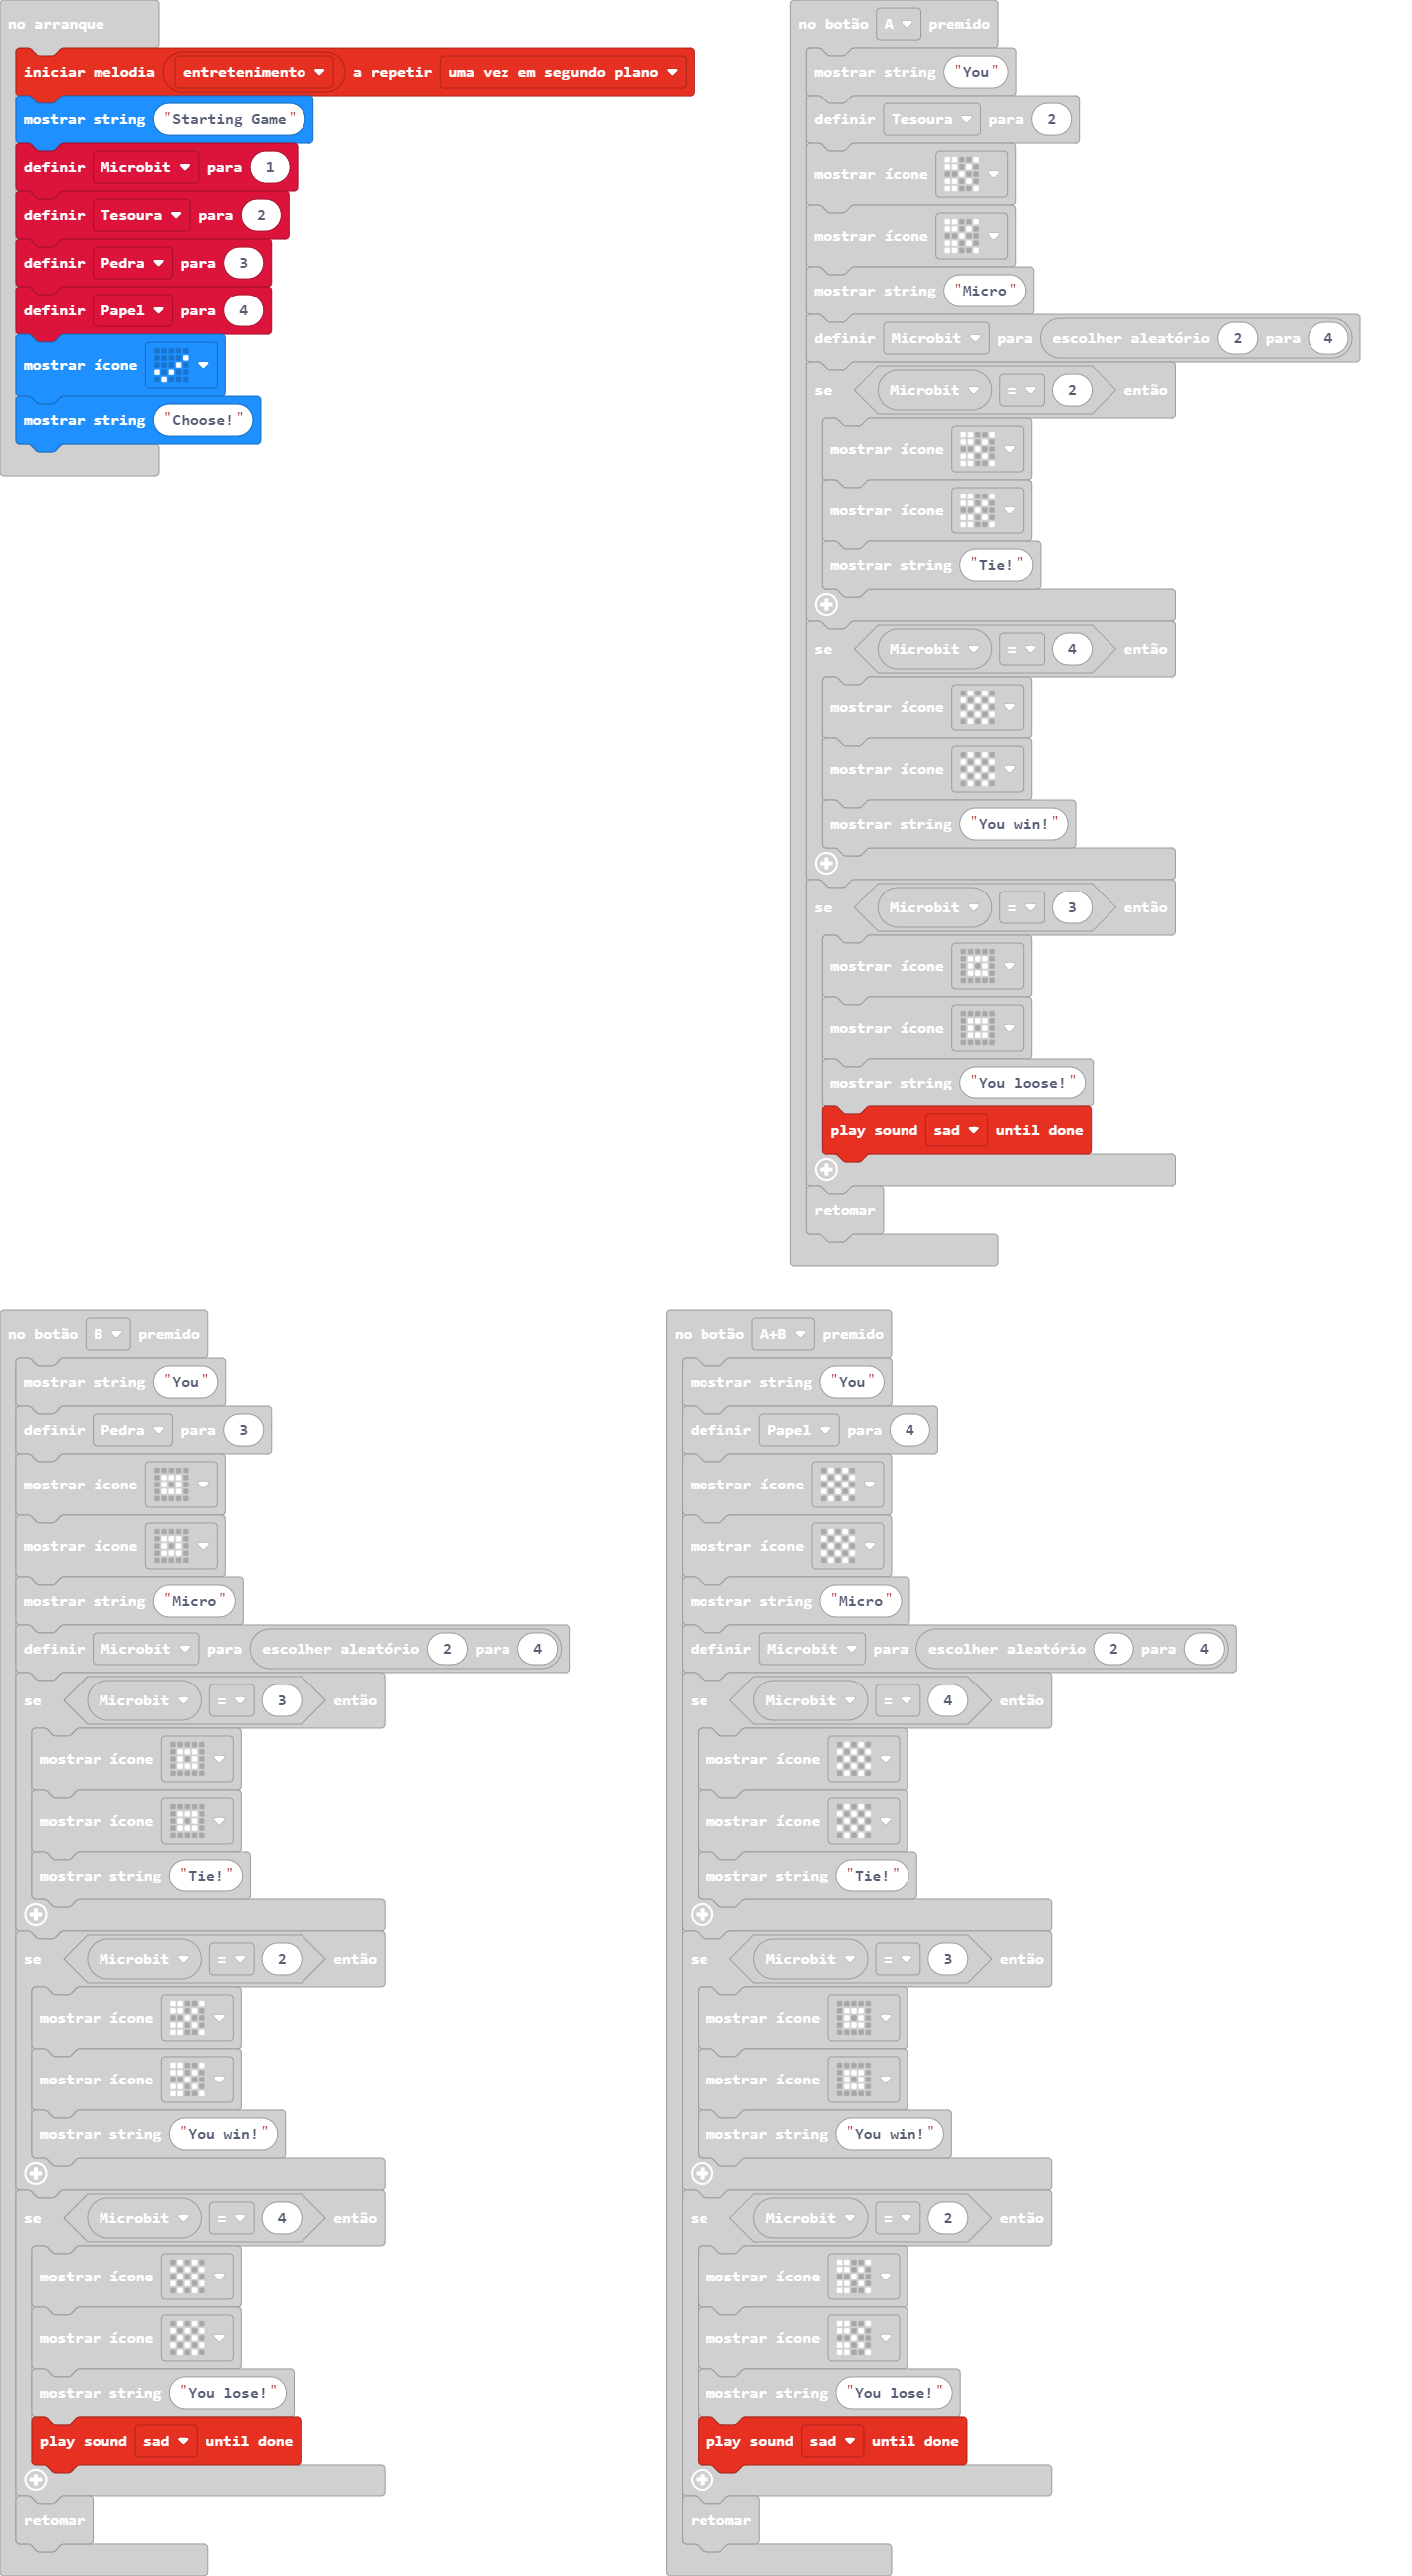 no arranque
iniciar melodia entretenimento a repetir uma vez em segundo plano
mostrar string "Starting Game"
definir Microbit para 1
definir Tesoura para 2
definir Pedra para 3
definir Papel para 4
mostrar ícone
mostrar string "Choose!"
no botão A premido
mostrar string "You"
definir Tesoura para 2
mostrar ícone
mostrar ícone
mostrar string "Micro"
definir Microbit para escolher aleatório 2 para 4
se Microbit = 2 então
mostrar ícone
mostrar ícone
mostrar string "Tie!"
se Microbit = 4 então
mostrar ícone
mostrar ícone
mostrar string "You win!"
se Microbit = 3 então
mostrar ícone
mostrar ícone
mostrar string "You loose!"
play sound sad until done
retomar
no botão B premido
mostrar string "You"
definir Pedra para 3
mostrar ícone
mostrar ícone
mostrar string "Micro"
definir Microbit para escolher aleatório 2 para 4
se Microbit = 3 então
mostrar ícone
mostrar ícone
mostrar string "Tie!"
se Microbit = 2 então
mostrar ícone
mostrar ícone
mostrar string "You win!"
se Microbit = 4 então
mostrar ícone
mostrar ícone
mostrar string "You lose!"
play sound sad until done
retomar
no botão A+B premido
mostrar string "You"
definir Papel para 4
mostrar ícone
mostrar ícone
mostrar string "Micro"
definir Microbit para escolher aleatório 2 para 4
se Microbit = 4 então
mostrar ícone
mostrar ícone
mostrar string "Tie!"
se Microbit = 3 então
mostrar ícone
mostrar ícone
mostrar string "You win!"
se Microbit = 2 então
mostrar ícone
mostrar ícone
mostrar string "You lose!"
play sound sad until done
retomar